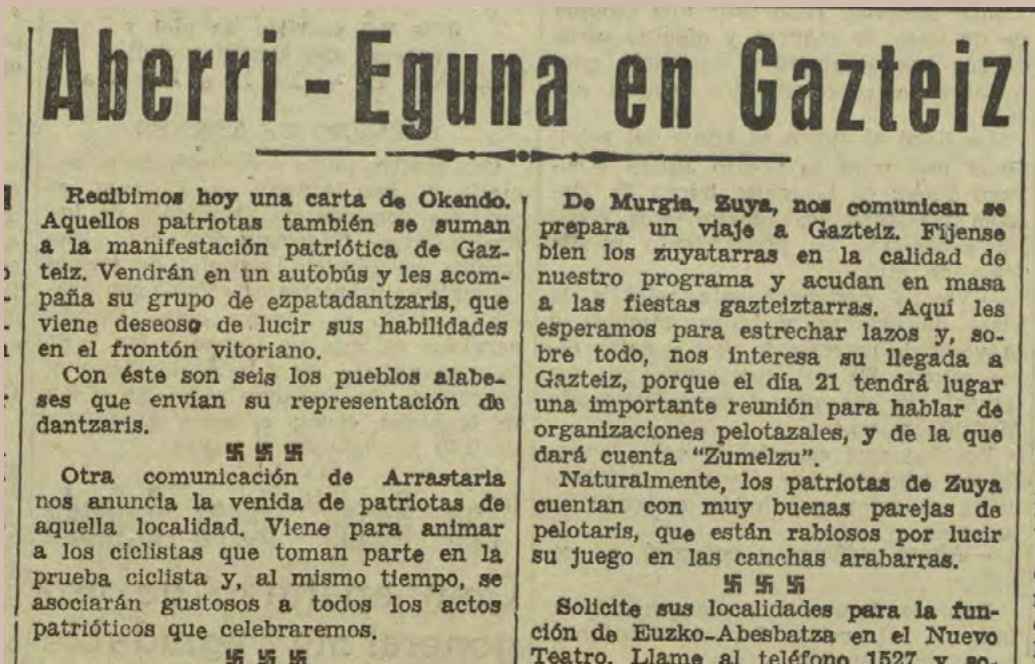 Aberri-Eguna en Gazteiz
Recibimos hoy una carta de Okendo.
Aquellos patriotas también se suman
a la manifestación patriótica de Gaz-
teiz. Vendrán en un autobús y les acom-
paña su grupo de ezpatadantzaris, que
viene deseoso de lucir sus habilidades
en el frontón vitoriano.
Con éste son seis los pueblos alabe-
ses que envían su representación de
dantzaris.
卐 卐 卐
Otra comunicación de Arrastaria
nos anuncia la venida de patriotas de
aquella localidad. Viene para animar
a los ciclistas que toman parte en la
prueba ciclista y, al mismo tiempo, se
asociarán gustosos a todos los actos
patrióticos que celebraremos.
卐 卐 卐
De Murgia, Zuya, nos comunican se
prepara un viaje a Gazteiz. Fíjense
bien los zuyatarras en la calidad de
nuestro programa y acudan en masa
a las fiestas gazteiztarras. Aquí les
esperamos para estrechar lazos y, so-
bre todo, nos interesa su llegada a
Gazteiz, porque el día 21 tendrá lugar
una importante reunión para hablar de
organizaciones pelotazales, y de la que
dará cuenta "Zumelzu".
Naturalmente, los patriotas de Zuya
cuentan con muy buenas parejas de
pelotaris, que están rabiosos por lucir
su juego en las canchas arabarras.
卐 卐 卐
Solicite sus localidades para la fun-
ción de Euzko-Abesbatza en el Nuevo
Teatro. Llame al teléfono 1527 y so-